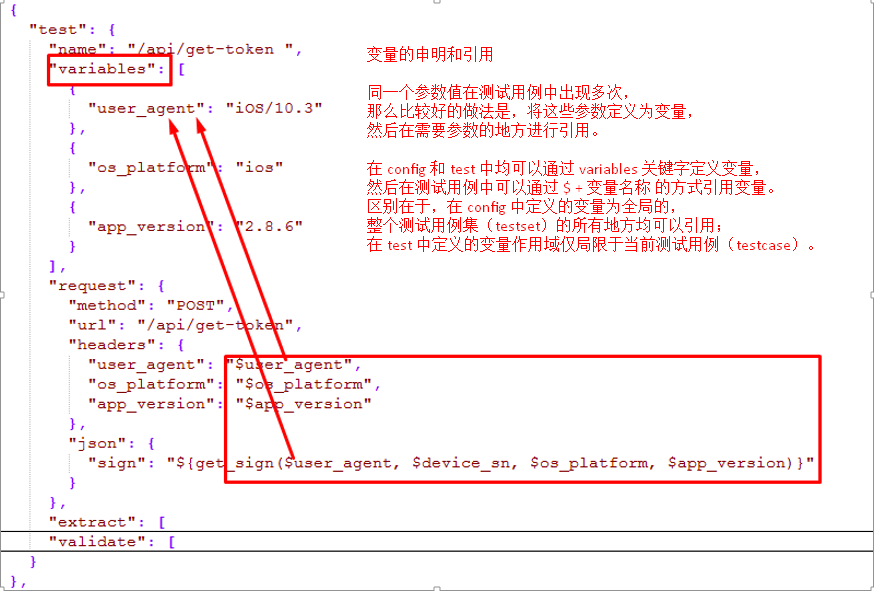 {
"test": {
"name": "/api/get-token ",
"variables": [
{
"user_agent": "iOS/10.3"
},
{
"os_platform": "ios"
},
{
"app_version": "2.8.6"
}
],
"request": {
"method": "POST",
"url": "/api/get-token",
"headers": {
"user_agent": "$user_agent",
"os_platform": "$os_platform",
"app_version": "$app_version"
},
"json": {
"sign": "${get_sign($user_agent, $device_sn, $os_platform, $app_version)}"
}
},
"extract": [
"validate": [
}
},
变量的申明和引用
同一个参数值在测试用例中出现多次，
那么比较好的做法是，将这些参数定义为变量，
然后在需要参数的地方进行引用。
在 config 和 test 中均可以通过 variables 关键字定义变量，
然后在测试用例中可以通过 $ + 变量名称 的方式引用变量。
区别在于，在 config 中定义的变量为全局的，
整个测试用例集（testset）的所有地方均可以引用；
在 test 中定义的变量作用域仅局限于当前测试用例（testcase）。